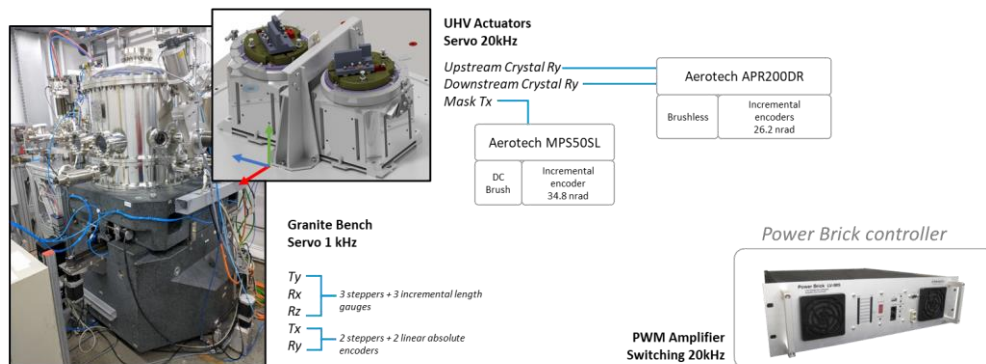 UHV Actuators
Servo 20kHz
Upstream Crystal Ry
Downstream Crystal Ry
Mask Tx
Aerotech APR200DR
Brushless
Incremental
encoders
26.2 nrad
Aerotech MPS50SL
DC
Brush
Incremental
encoder
34.8 nrad
Granite Bench
Servo 1 kHz
Ty
Rx
Rz
3 steppers + 3 incremental length
gauges
Tx
Ry
2 steppers + 2 linear absolute
encoders
Power Brick controller
Power Brick
PWM Amplifier
Switching 20kHz